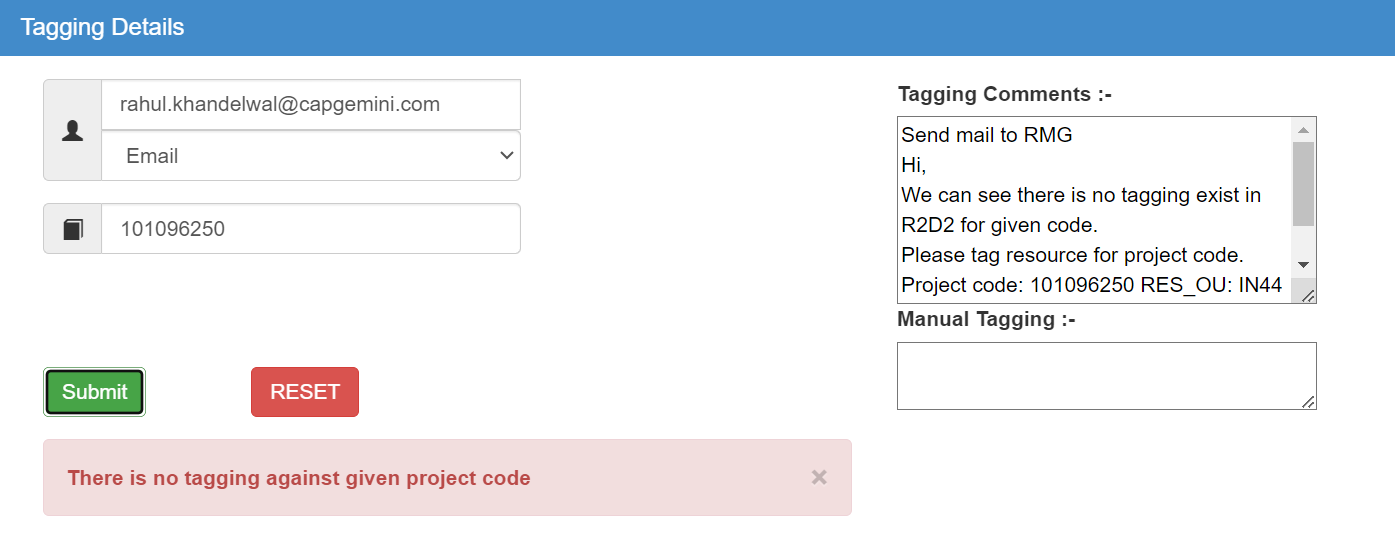 Tagging Details
rahul.khandelwal@capgemini.com
Email
101096250
Submit
RESET
There is no tagging against given project code
×
Tagging Comments :-
Send mail to RMG
Hi,
We can see there is no tagging exist in
R2D2 for given code.
Please tag resource for project code.
Project code: 101096250 RES_OU: IN44
Manual Tagging :-